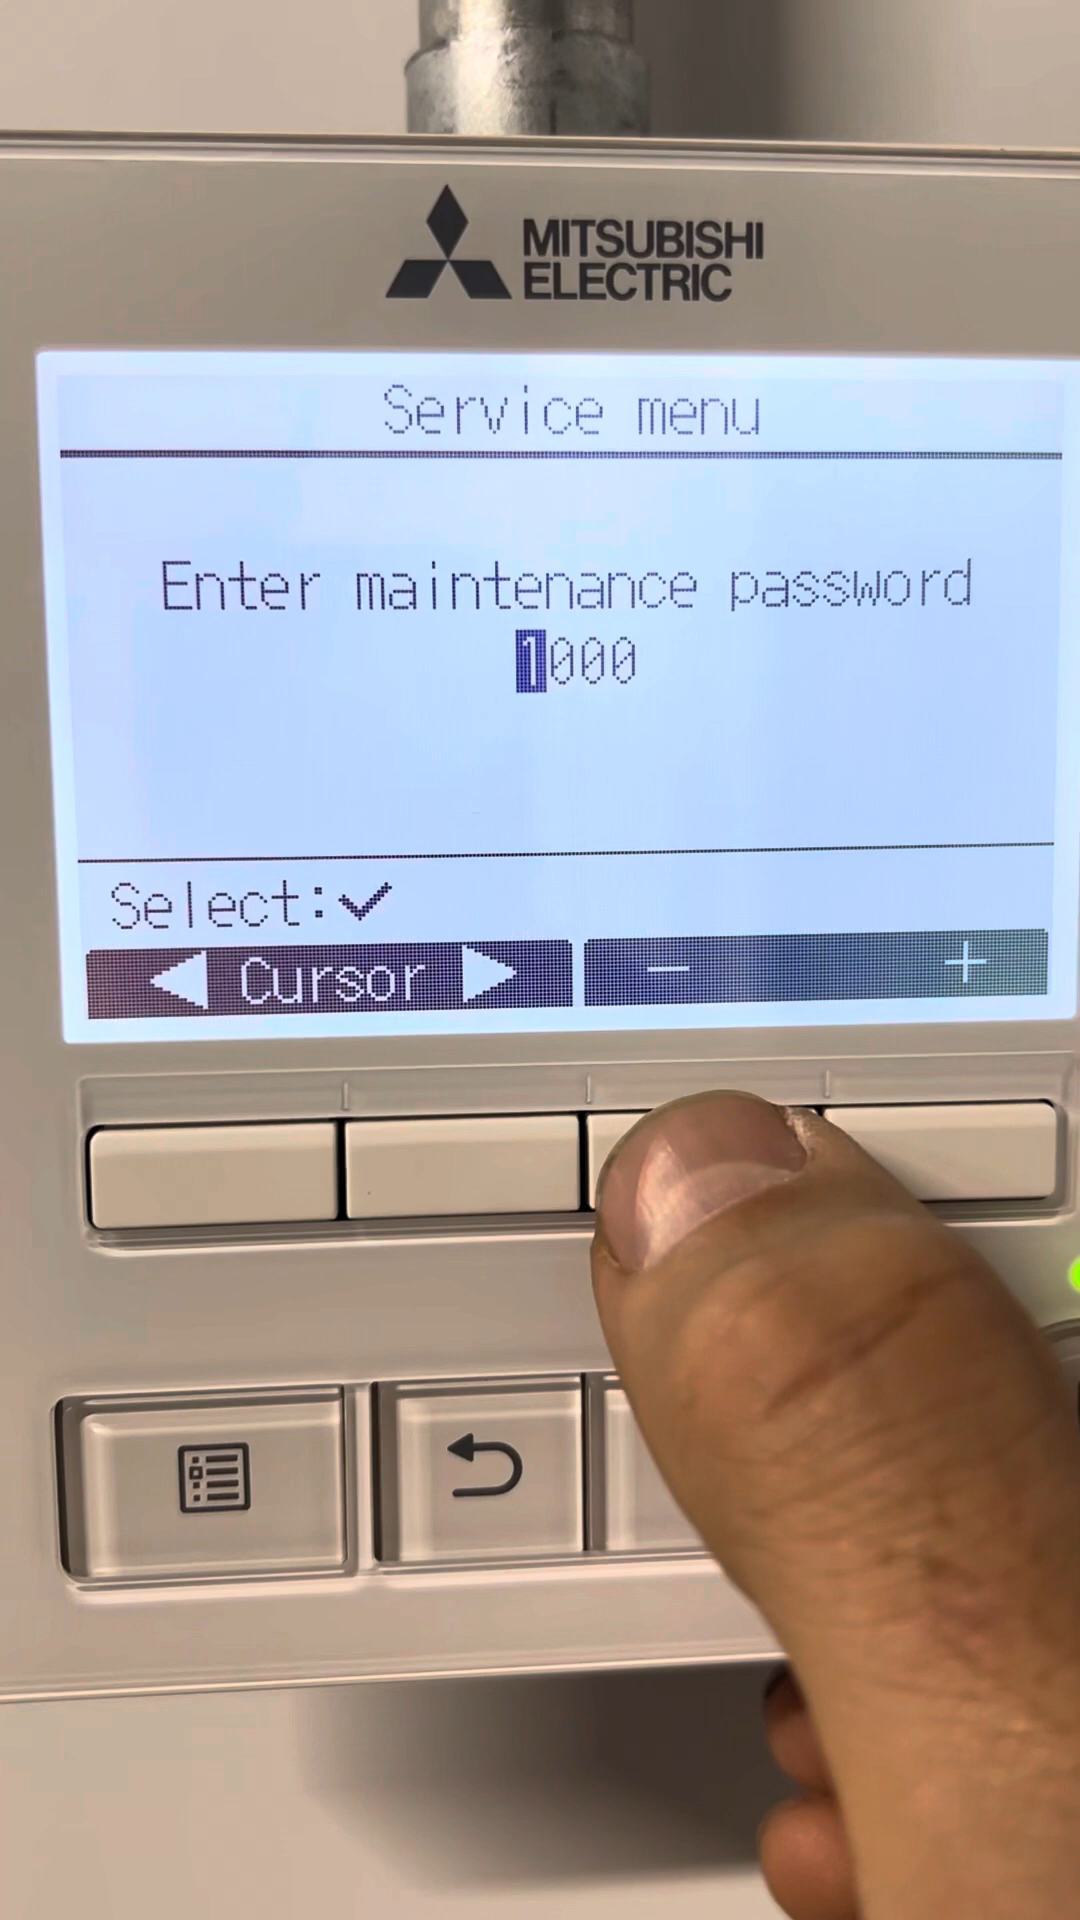 MITSUBISHI
ELECTRIC
Service menu
Enter maintenance password
1000
Select:✓
◀ Cursor ▶ − +